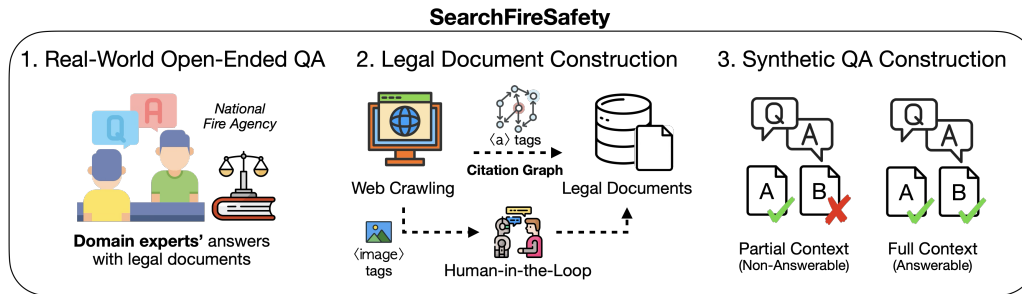 SearchFireSafety
1. Real-World Open-Ended QA
Q
A
National
Fire Agency
Domain experts' answers
with legal documents
2. Legal Document Construction
⟨a⟩ tags
Citation Graph
Web Crawling
Legal Documents
⟨image⟩
tags
Human-in-the-Loop
3. Synthetic QA Construction
Q
A
A
B
Partial Context
(Non-Answerable)
Q
A
A
B
Full Context
(Answerable)